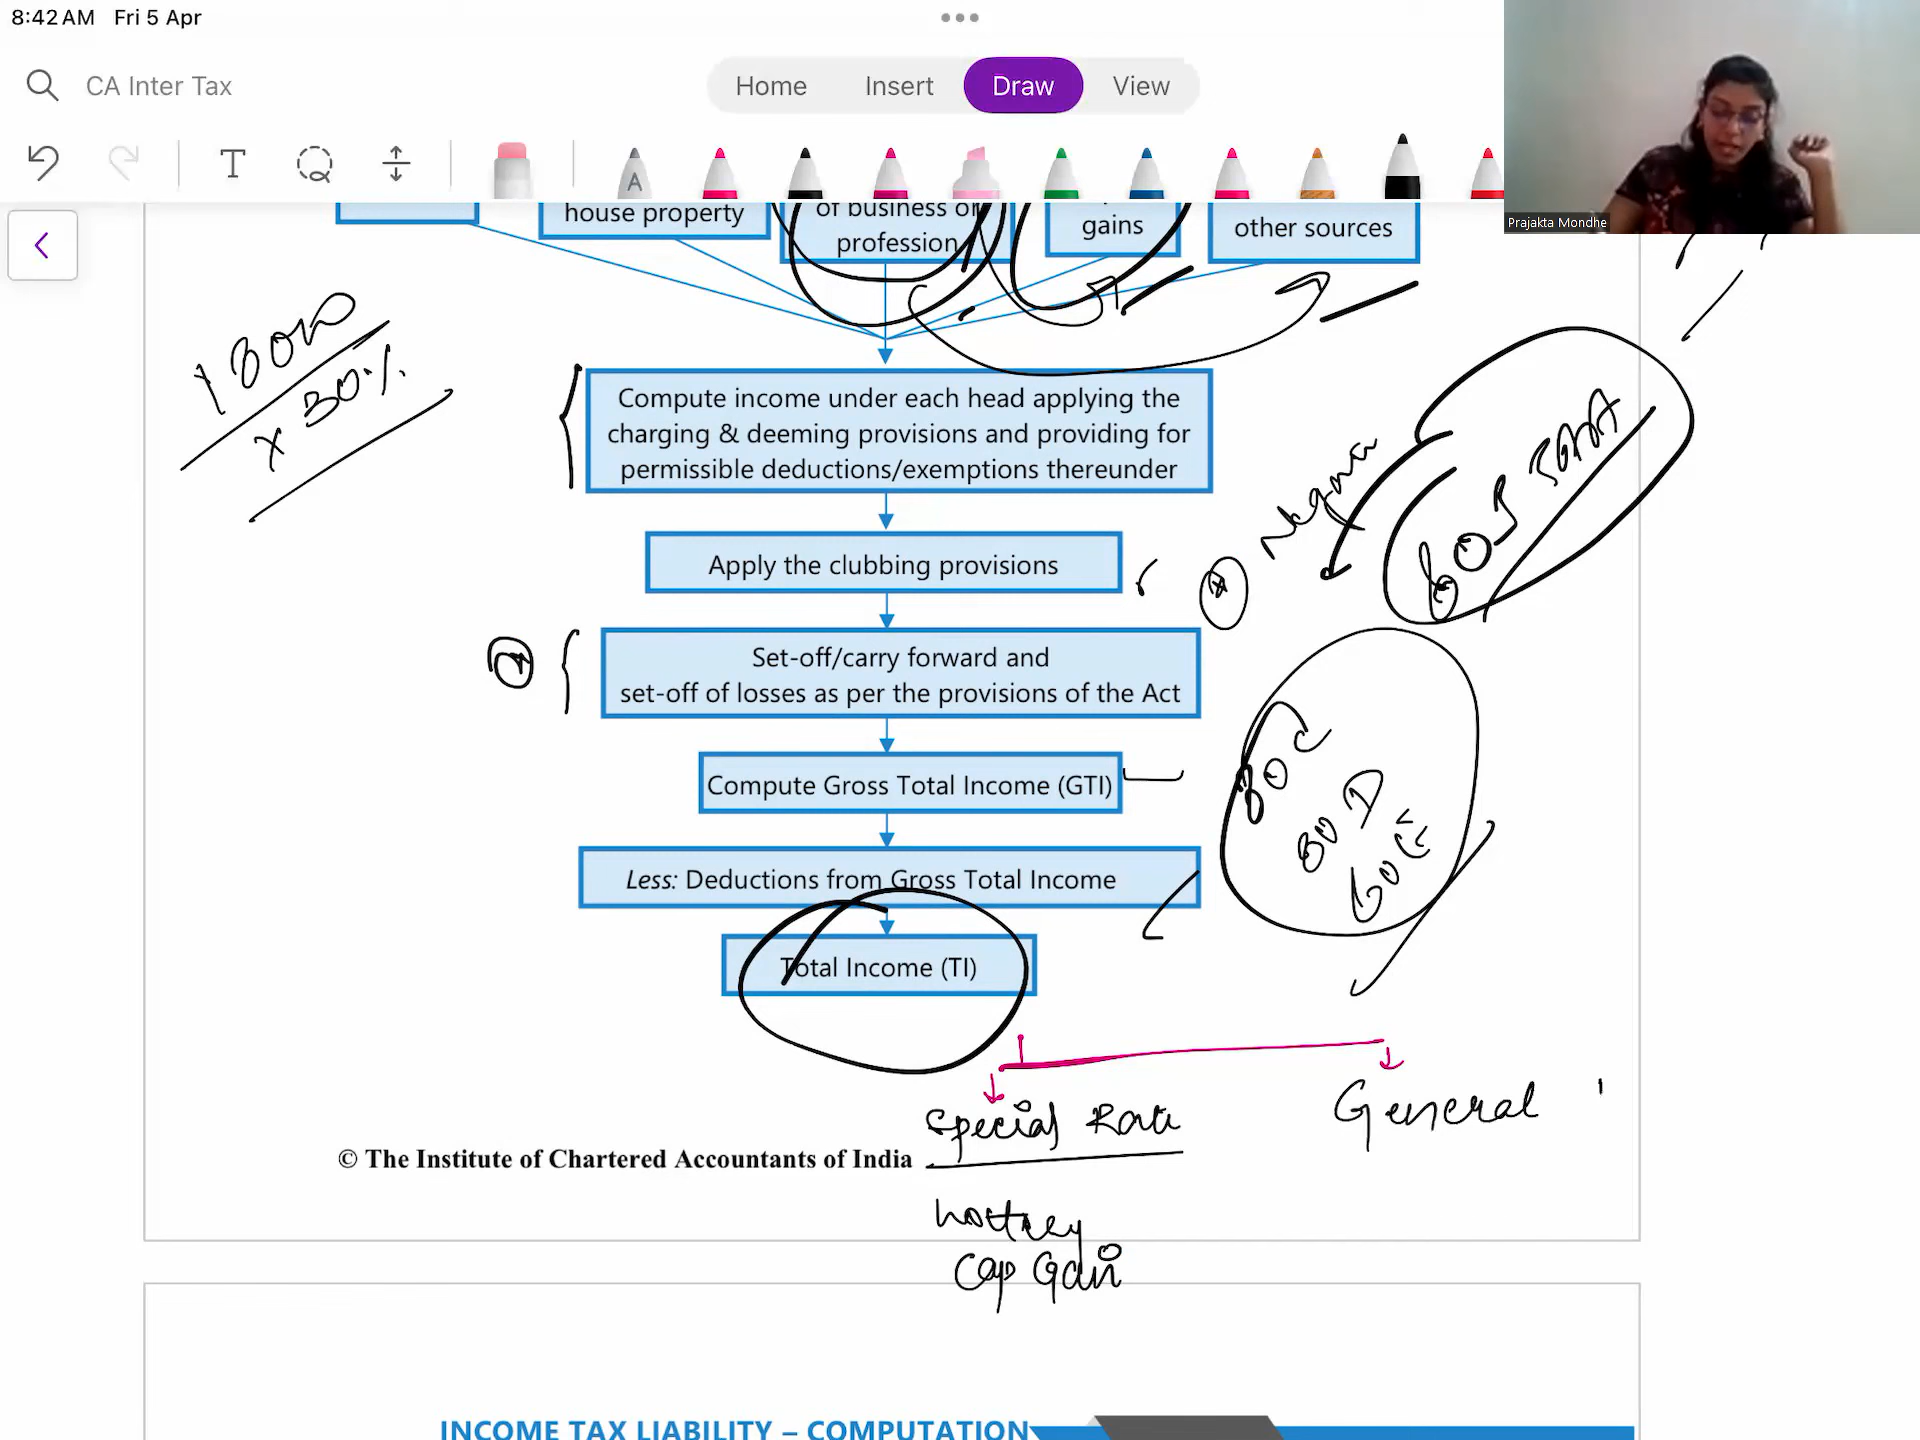 8:42 AM Fri 5 Apr
CA Inter Tax
Home Insert Draw View
A
Prajakta Mondhe
house property
of business or
profession
gains
other sources
× 30%
Compute income under each head applying the
charging & deeming provisions and providing for
permissible deductions/exemptions thereunder
Apply the clubbing provisions
Set-off/carry forward and
set-off of losses as per the provisions of the Act
Compute Gross Total Income (GTI)
80C
80D
Less: Deductions from Gross Total Income
Total Income (TI)
Special Rate
General
© The Institute of Chartered Accountants of India
Cap Gain
INCOME TAX LIABILITY – COMPUTATION